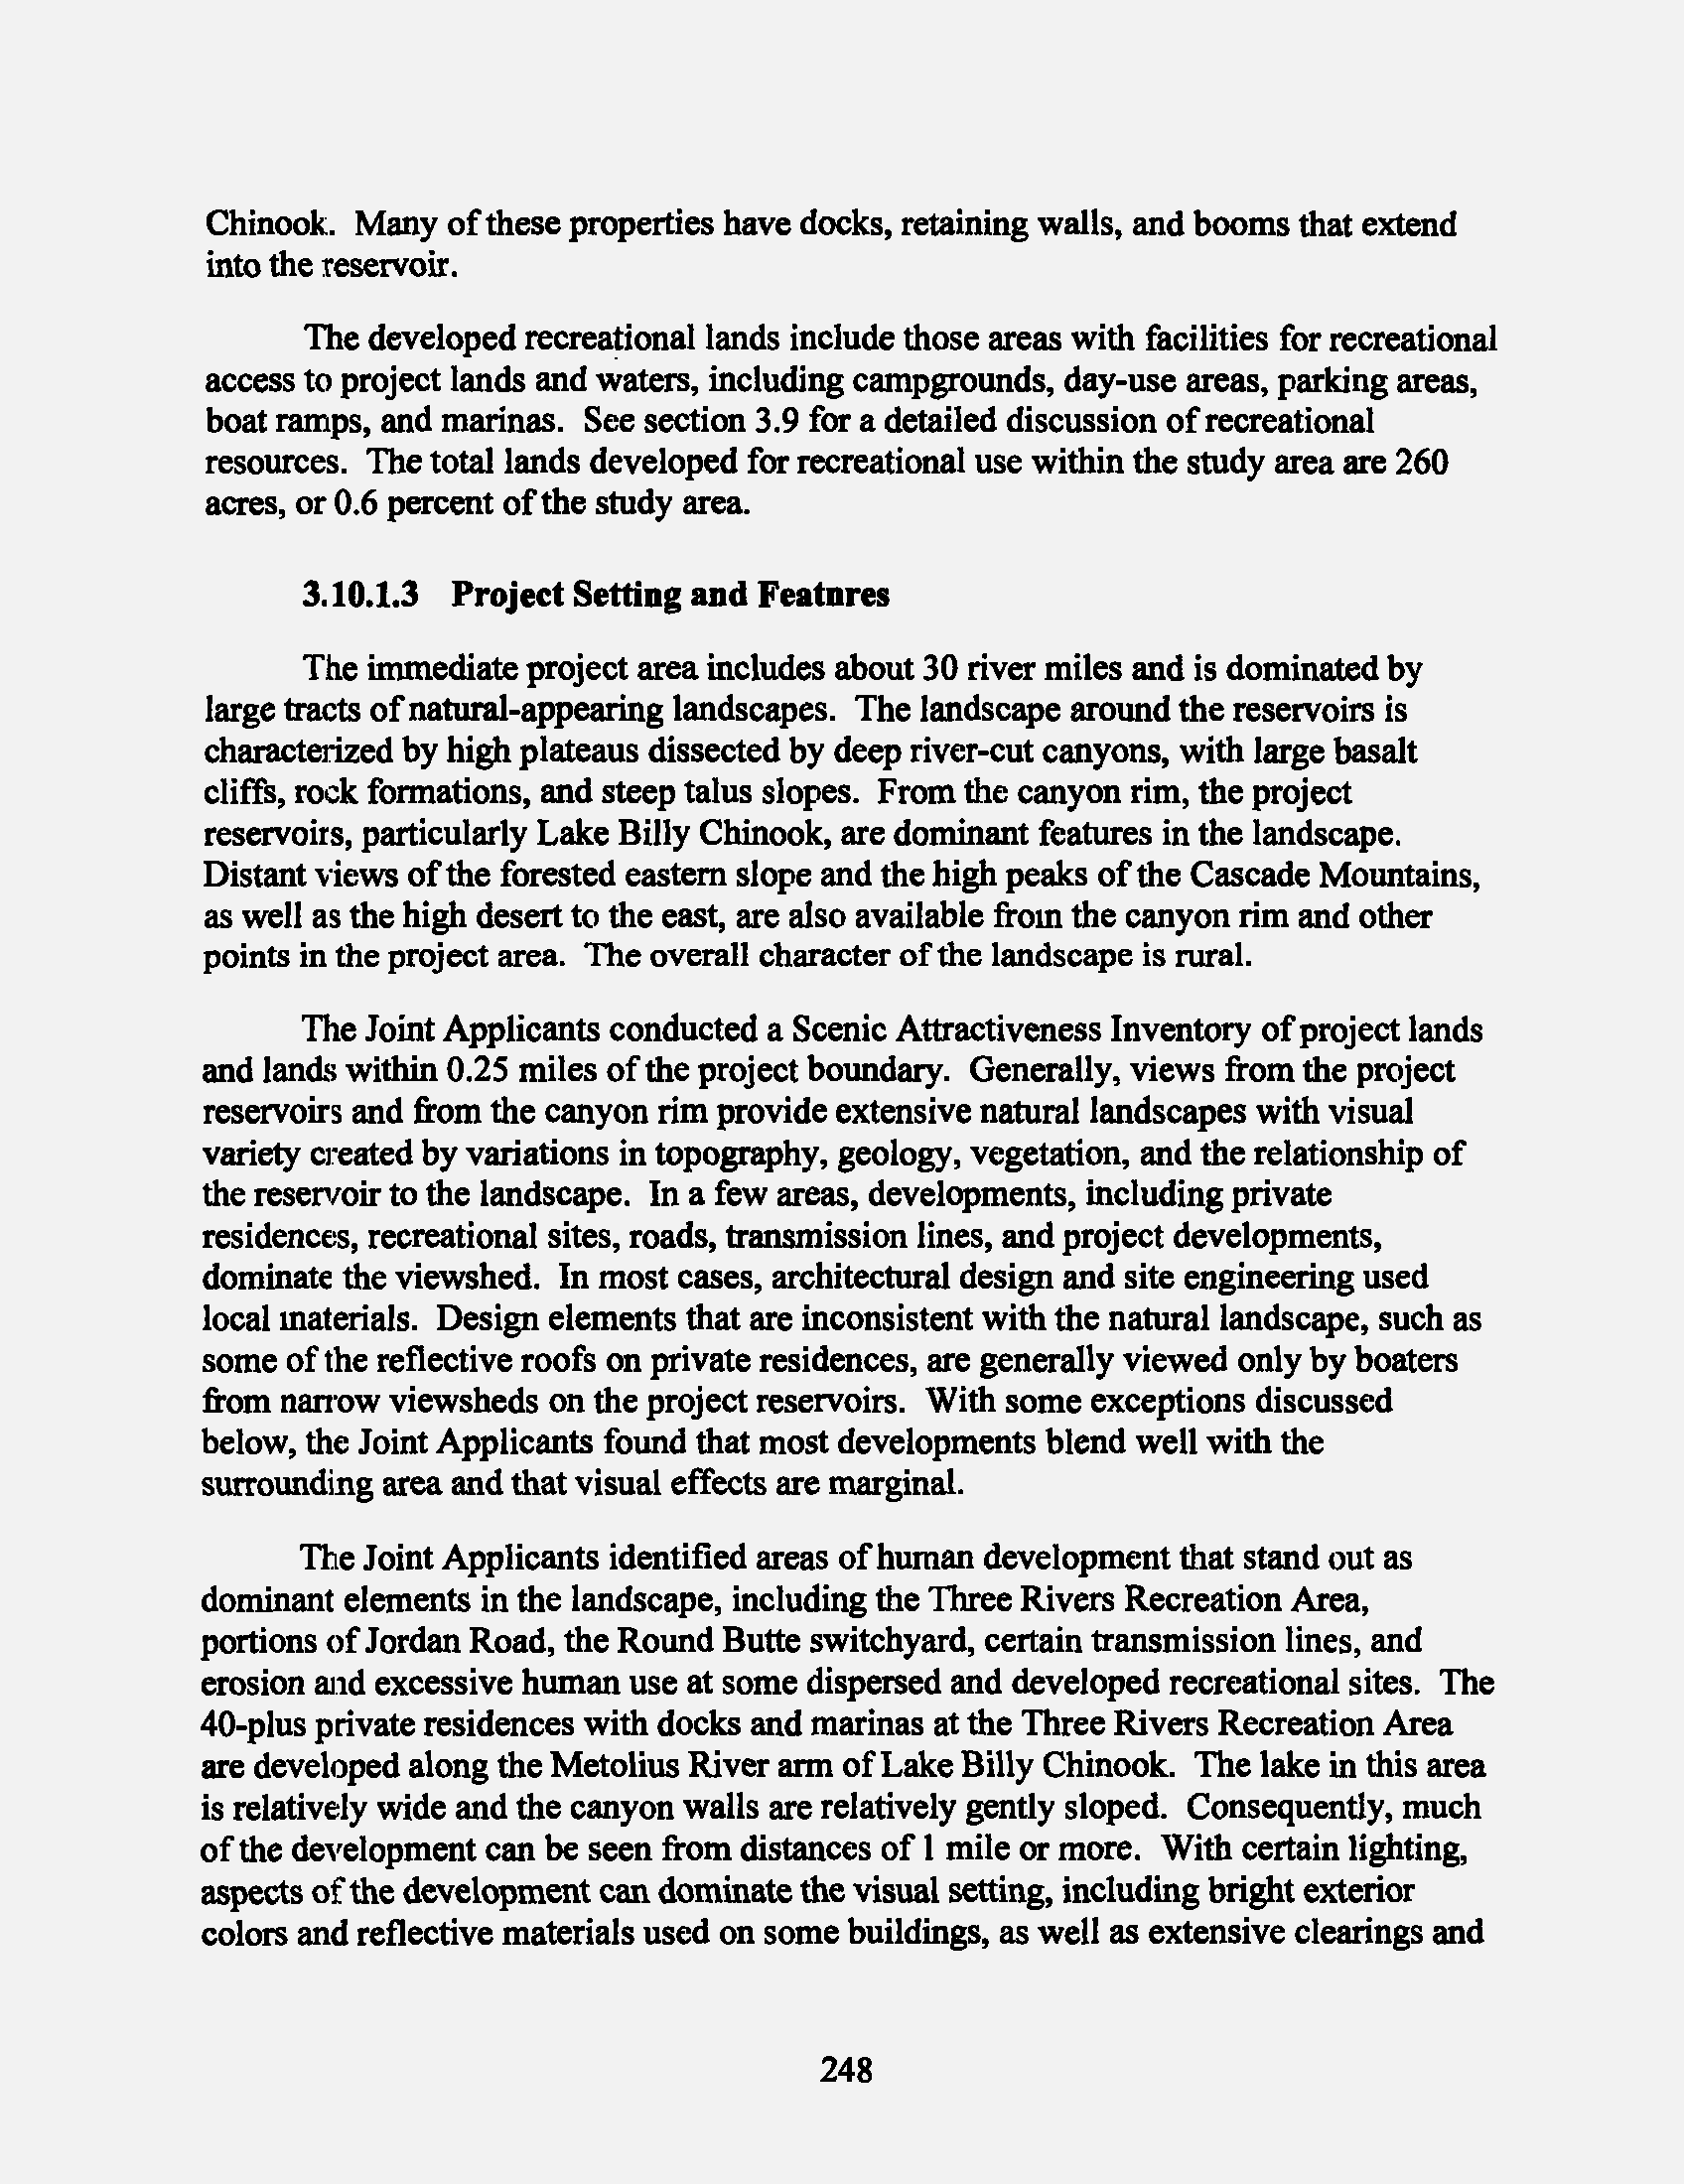 Chinook. Many of these properties have docks, retaining walls, and booms that extend
into the reservoir.
The developed recreational lands include those areas with facilities for recreational
access to project lands and waters, including campgrounds, day-use areas, parking areas,
boat ramps, and marinas. See section 3.9 for a detailed discussion of recreational
resources. The total lands developed for recreational use within the study area are 260
acres, or 0.6 percent of the study area.
3.10.1.3 Project Setting and Featnres
The immediate project area includes about 30 river miles and is dominated by
large tracts of natural-appearing landscapes. The landscape around the reservoirs is
characterized by high plateaus dissected by deep river-cut canyons, with large basalt
cliffs, rock formations, and steep talus slopes. From the canyon rim, the project
reservoirs, particularly Lake Billy Chinook, are dominant features in the landscape.
Distant views of the forested eastern slope and the high peaks of the Cascade Mountains,
as well as the high desert to the east, are also available from the canyon rim and other
points in the project area. The overall character of the landscape is rural.
The Joint Applicants conducted a Scenic Attractiveness Inventory of project lands
and lands within 0.25 miles of the project boundary. Generally, views from the project
reservoirs and from the canyon rim provide extensive natural landscapes with visual
variety created by variations in topography, geology, vegetation, and the relationship of
the reservoir to the landscape. In a few areas, developments, including private
residences, recreational sites, roads, transmission lines, and project developments,
dominate the viewshed. In most cases, architectural design and site engineering used
local materials. Design elements that are inconsistent with the natural landscape, such as
some of the reflective roofs on private residences, are generally viewed only by boaters
from narrow viewsheds on the project reservoirs. With some exceptions discussed
below, the Joint Applicants found that most developments blend well with the
surrounding area and that visual effects are marginal.
The Joint Applicants identified areas of human development that stand out as
dominant elements in the landscape, including the Three Rivers Recreation Area,
portions of Jordan Road, the Round Butte switchyard, certain transmission lines, and
erosion and excessive human use at some dispersed and developed recreational sites. The
40-plus private residences with docks and marinas at the Three Rivers Recreation Area
are developed along the Metolius River arm of Lake Billy Chinook. The lake in this area
is relatively wide and the canyon walls are relatively gently sloped. Consequently, much
of the development can be seen from distances of 1 mile or more. With certain lighting,
aspects of the development can dominate the visual setting, including bright exterior
colors and reflective materials used on some buildings, as well as extensive clearings and
248